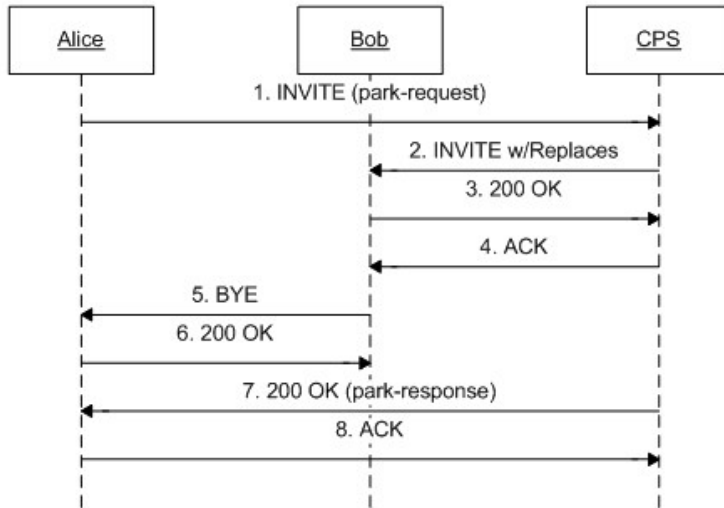 Alice
Bob
CPS
1. INVITE (park-request)
2. INVITE w/Replaces
3. 200 OK
4. ACK
5. BYE
6. 200 OK
7. 200 OK (park-response)
8. ACK